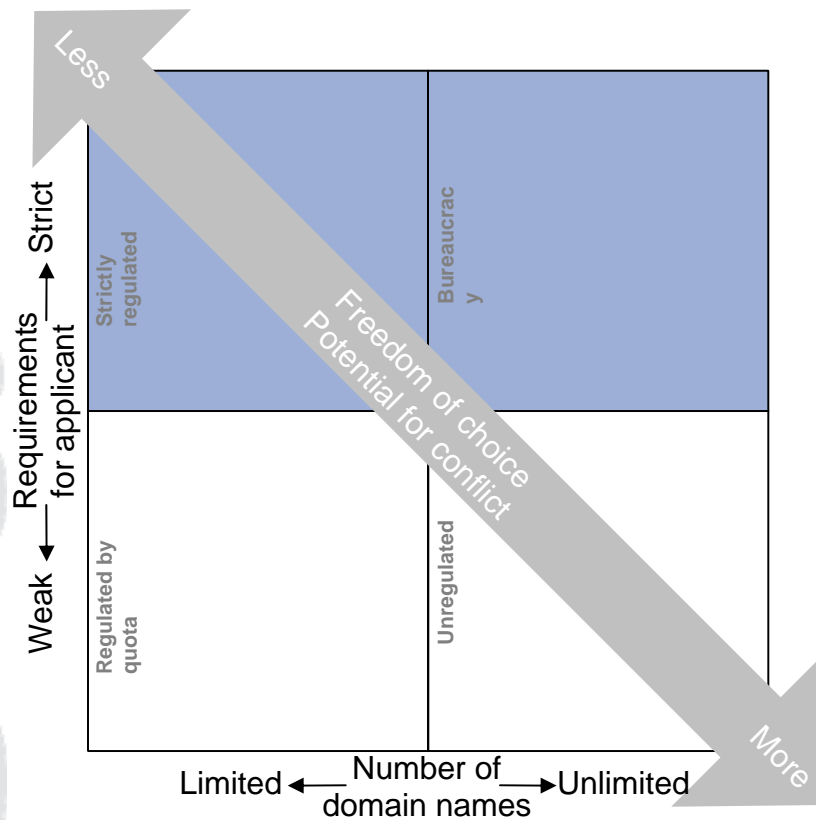 Less
Strict
Requirements
for applicant
Weak
Strictly
regulated
Bureaucrac
y
Freedom of choice
Potential for conflict
Regulated by
quota
Unregulated
More
Limited
Number of
domain names
Unlimited